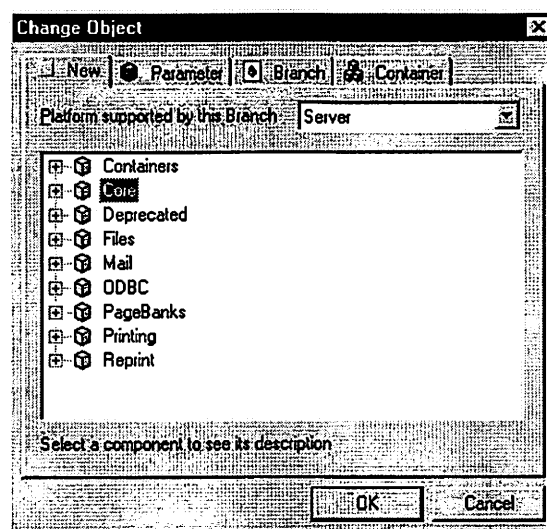 Change Object
New Parameter Branch Container
Platform supported by this Branch Server
Containers
Core
Deprecated
Files
Mail
ODBC
PageBanks
Printing
Reprint
Select a component to see its description
OK Cancel